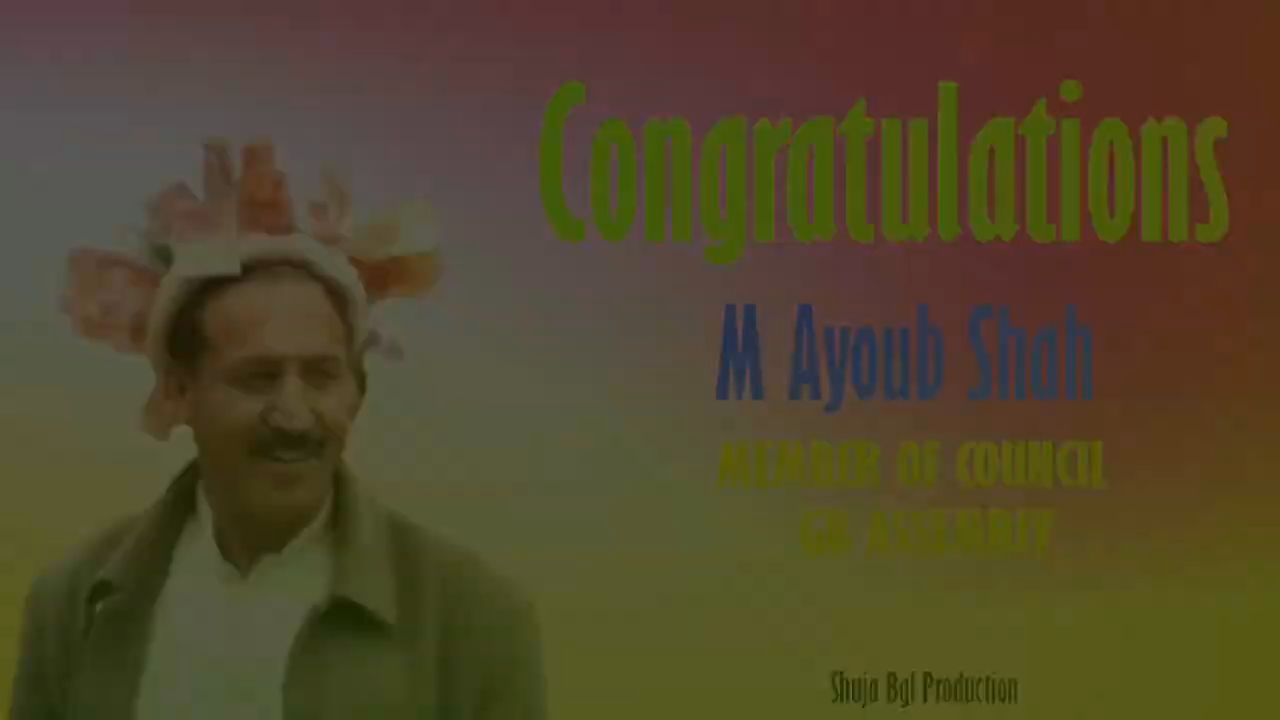 Congratulations
M Ayoub Shah
MEMBER OF COUNCIL
GB ASSEMBLY
Shuja Bgl Production